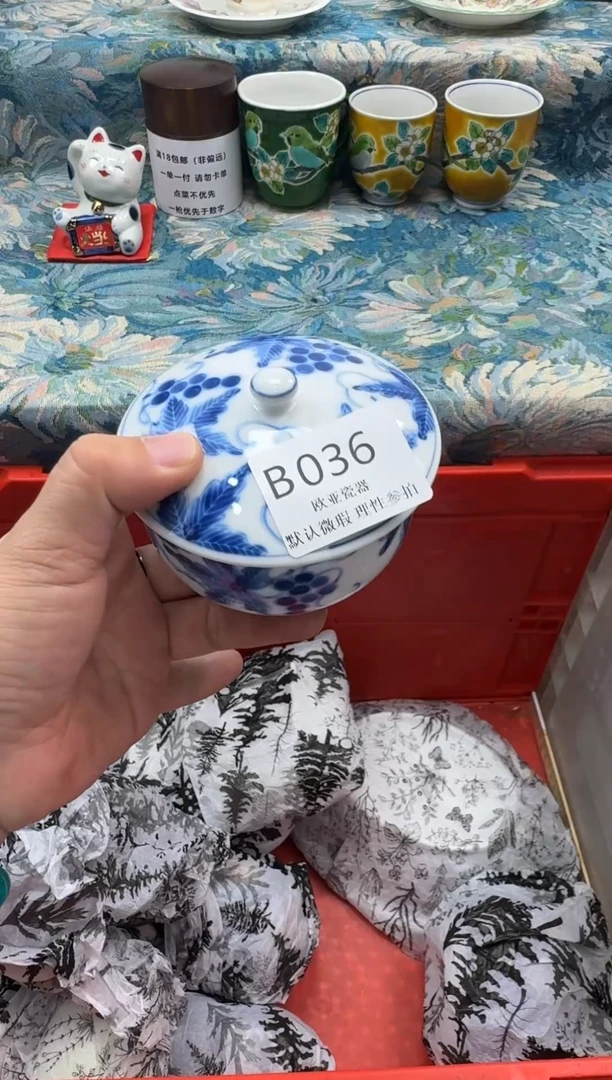 满18包邮（非偏远）
一单一付 请勿卡单
点菜不优先
一枪优先于数字
B036
欧亚瓷器
默认微瑕 理性参拍